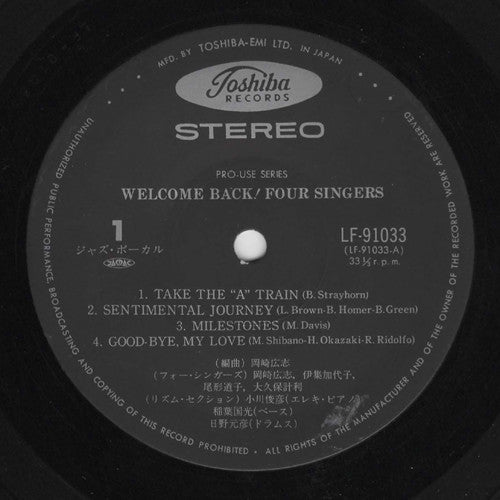 MFD. BY TOSHIBA-EMI LTD. IN JAPAN
Toshiba
RECORDS
STEREO
PRO-USE SERIES
WELCOME BACK! FOUR SINGERS
1
ジャズ・ボーカル
LF-91033
(LF-91033-A)
33⅓ r.p.m.
1. TAKE THE “A” TRAIN (B. Strayhorn)
2. SENTIMENTAL JOURNEY (L. Brown-B. Homer-B. Green)
3. MILESTONES (M. Davis)
4. GOOD-BYE, MY LOVE (M. Shibano-H. Okazaki-R. Ridolfo)
(編曲) 岡崎広志
(フォー・シンガーズ) 岡崎広志, 伊集加代子,
尾形道子, 大久保計利
(リズム・セクション) 小川俊彦(エレキ・ピアノ)
稲葉国光(ベース)
日野元彦(ドラムス)
UNAUTHORIZED PUBLIC PERFORMANCE, BROADCASTING AND COPYING OF THIS RECORD PROHIBITED • ALL RIGHTS OF THE MANUFACTURER AND OF THE OWNER OF THE RECORDED WORK ARE RESERVED